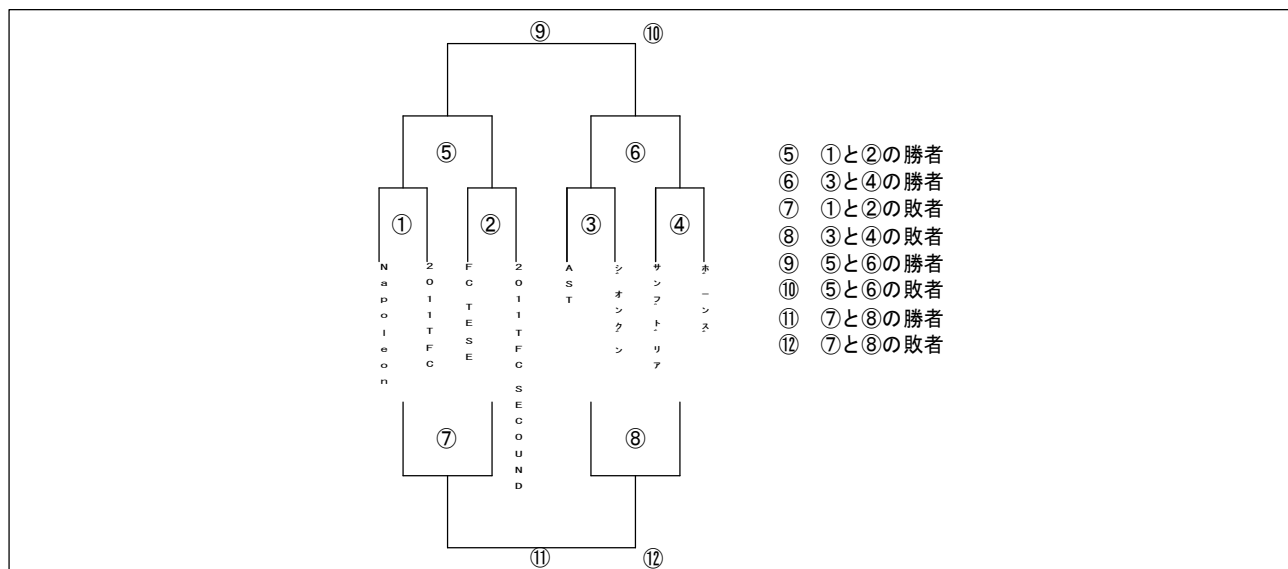 ⑨ ⑩
⑤ ⑥
⑤ ①と②の勝者
⑥ ③と④の勝者
⑦ ①と②の敗者
⑧ ③と④の敗者
⑨ ⑤と⑥の勝者
⑩ ⑤と⑥の敗者
⑪ ⑦と⑧の勝者
⑫ ⑦と⑧の敗者
① ② ③ ④
Napoleon
2011TFC
FC TESE
2011TFC SECOUND
AST
ジオンクン
サンフトリア
ホーンス
⑦ ⑧
⑪ ⑫